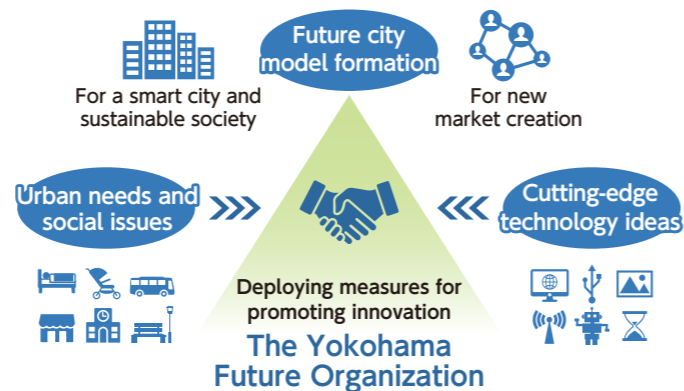 Future city
model formation
For a smart city and
sustainable society
For new
market creation
Urban needs and
social issues
Cutting-edge
technology ideas
Deploying measures for
promoting innovation
The Yokohama
Future Organization